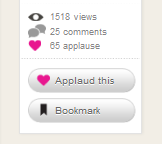 1518 views
25 comments
65 applause
Applaud this
Bookmark